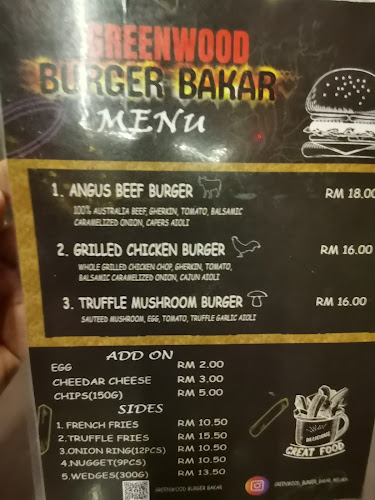 GREENWOOD
BURGER BAKAR
MENU
1. ANGUS BEEF BURGER RM 18.00
100% AUSTRALIA BEEF, GHERKIN, TOMATO, BALSAMIC
CARAMELIZED ONION, CAPERS AIOLI
2. GRILLED CHICKEN BURGER RM 16.00
WHOLE GRILLED CHICKEN CHOP, GHERKIN, TOMATO,
BALSAMIC CARAMELIZED ONION, CAJUN AIOLI
3. TRUFFLE MUSHROOM BURGER RM 16.00
SAUTEED MUSHROOM, EGG, TOMATO, TRUFFLE GARLIC AIOLI
ADD ON
EGG RM 2.00
CHEEDAR CHEESE RM 3.00
CHIPS(150G) RM 5.00
SIDES
1. FRENCH FRIES RM 10.50
2. TRUFFLE FRIES RM 15.50
3.ONION RING(12PCS) RM 10.50
4.NUGGET(9PCS) RM 10.50
5.WEDGES(300G) RM 13.50
DELICIOUS
GREAT FOOD
GREENWOOD BURGER BAKAR